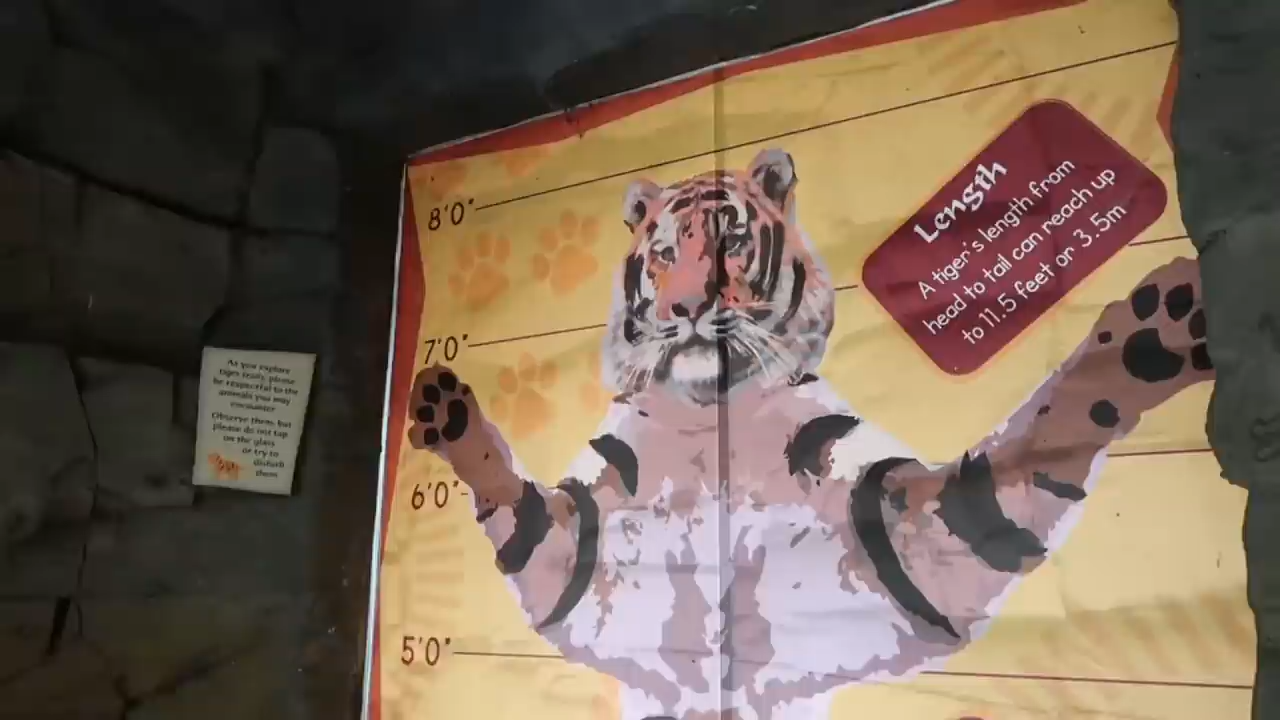 8'0"
7'0"
6'0"
5'0"
Length
A tiger's length from
head to tail can reach up
to 11.5 feet or 3.5m
As you explore
tiger trail, please
be respectful to the
animals you may
encounter
Observe them, but
please do not tap
on the glass
or try to
disturb
them